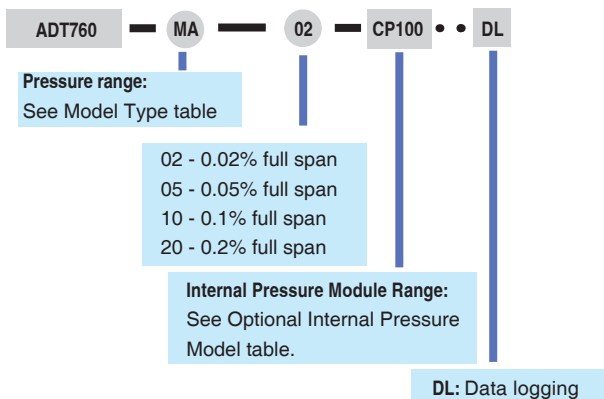 ADT760 — MA — 02 — CP100 • • DL
Pressure range:
See Model Type table
02 - 0.02% full span
05 - 0.05% full span
10 - 0.1% full span
20 - 0.2% full span
Internal Pressure Module Range:
See Optional Internal Pressure
Model table.
DL: Data logging